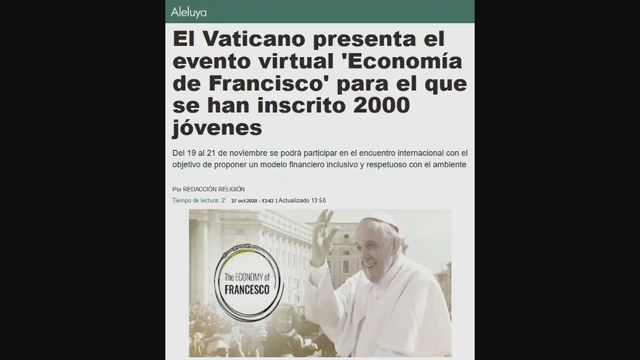 Aleluya
El Vaticano presenta el
evento virtual 'Economía
de Francisco' para el que
se han inscrito 2000
jóvenes
Del 19 al 21 de noviembre se podrá participar en el encuentro internacional con el
objetivo de proponer un modelo financiero inclusivo y respetuoso con el ambiente
Por REDACCIÓN RELIGIÓN
Tiempo de lectura: 2' 27 oct 2020 - 13:43 | Actualizado 13:50
The ECONOMY of
FRANCESCO